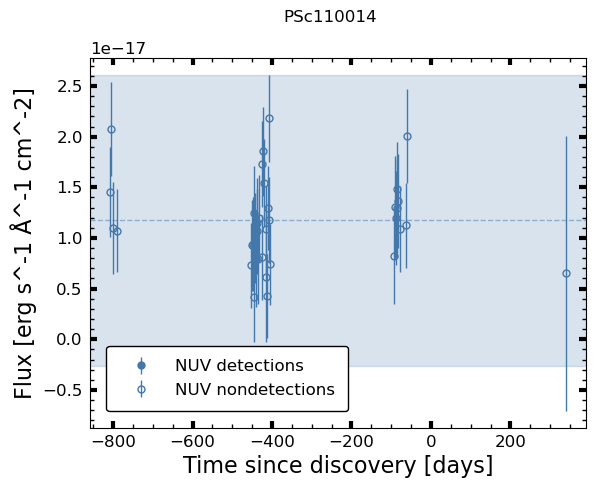 PSc110014
1e−17
2.5
2.0
1.5
1.0
0.5
0.0
−0.5
Flux [erg s^-1 Å^-1 cm^-2]
NUV detections
NUV nondetections
−800
−600
−400
−200
0
200
Time since discovery [days]